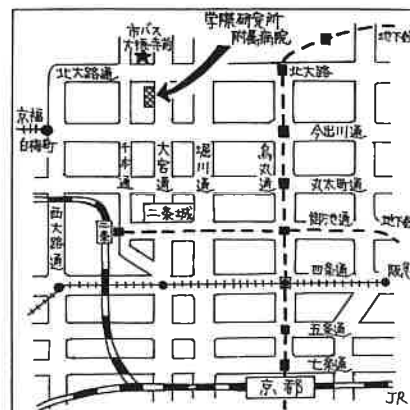 市バス
大徳寺前
学際研究所
附属病院
地下鉄
北大路通
北大路
京福
白梅町
今出川通
千本通
大宮通
堀川通
烏丸通
丸太町通
西大路通
二条城
二条
御池通
地下鉄
四条通
阪急
五条通
七条通
京都
JR